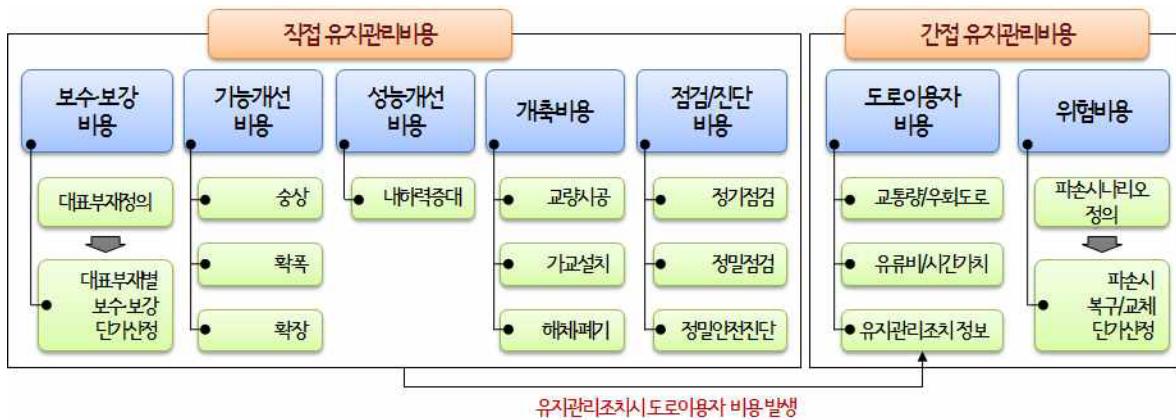 직접 유지관리비용
간접 유지관리비용
보수·보강
비용
기능개선
비용
성능개선
비용
개축비용
점검/진단
비용
도로이용자
비용
위험비용
대표부재정의
대표부재별
보수·보강
단가산정
숭상
확폭
확장
내하력증대
교량시공
가교설치
해체·폐기
정기점검
정밀점검
정밀안전진단
교통량/우회도로
유류비/시간가치
유지관리조치 정보
파손시나리오
정의
파손시
복구/교체
단가산정
유지관리조치시 도로이용자 비용 발생